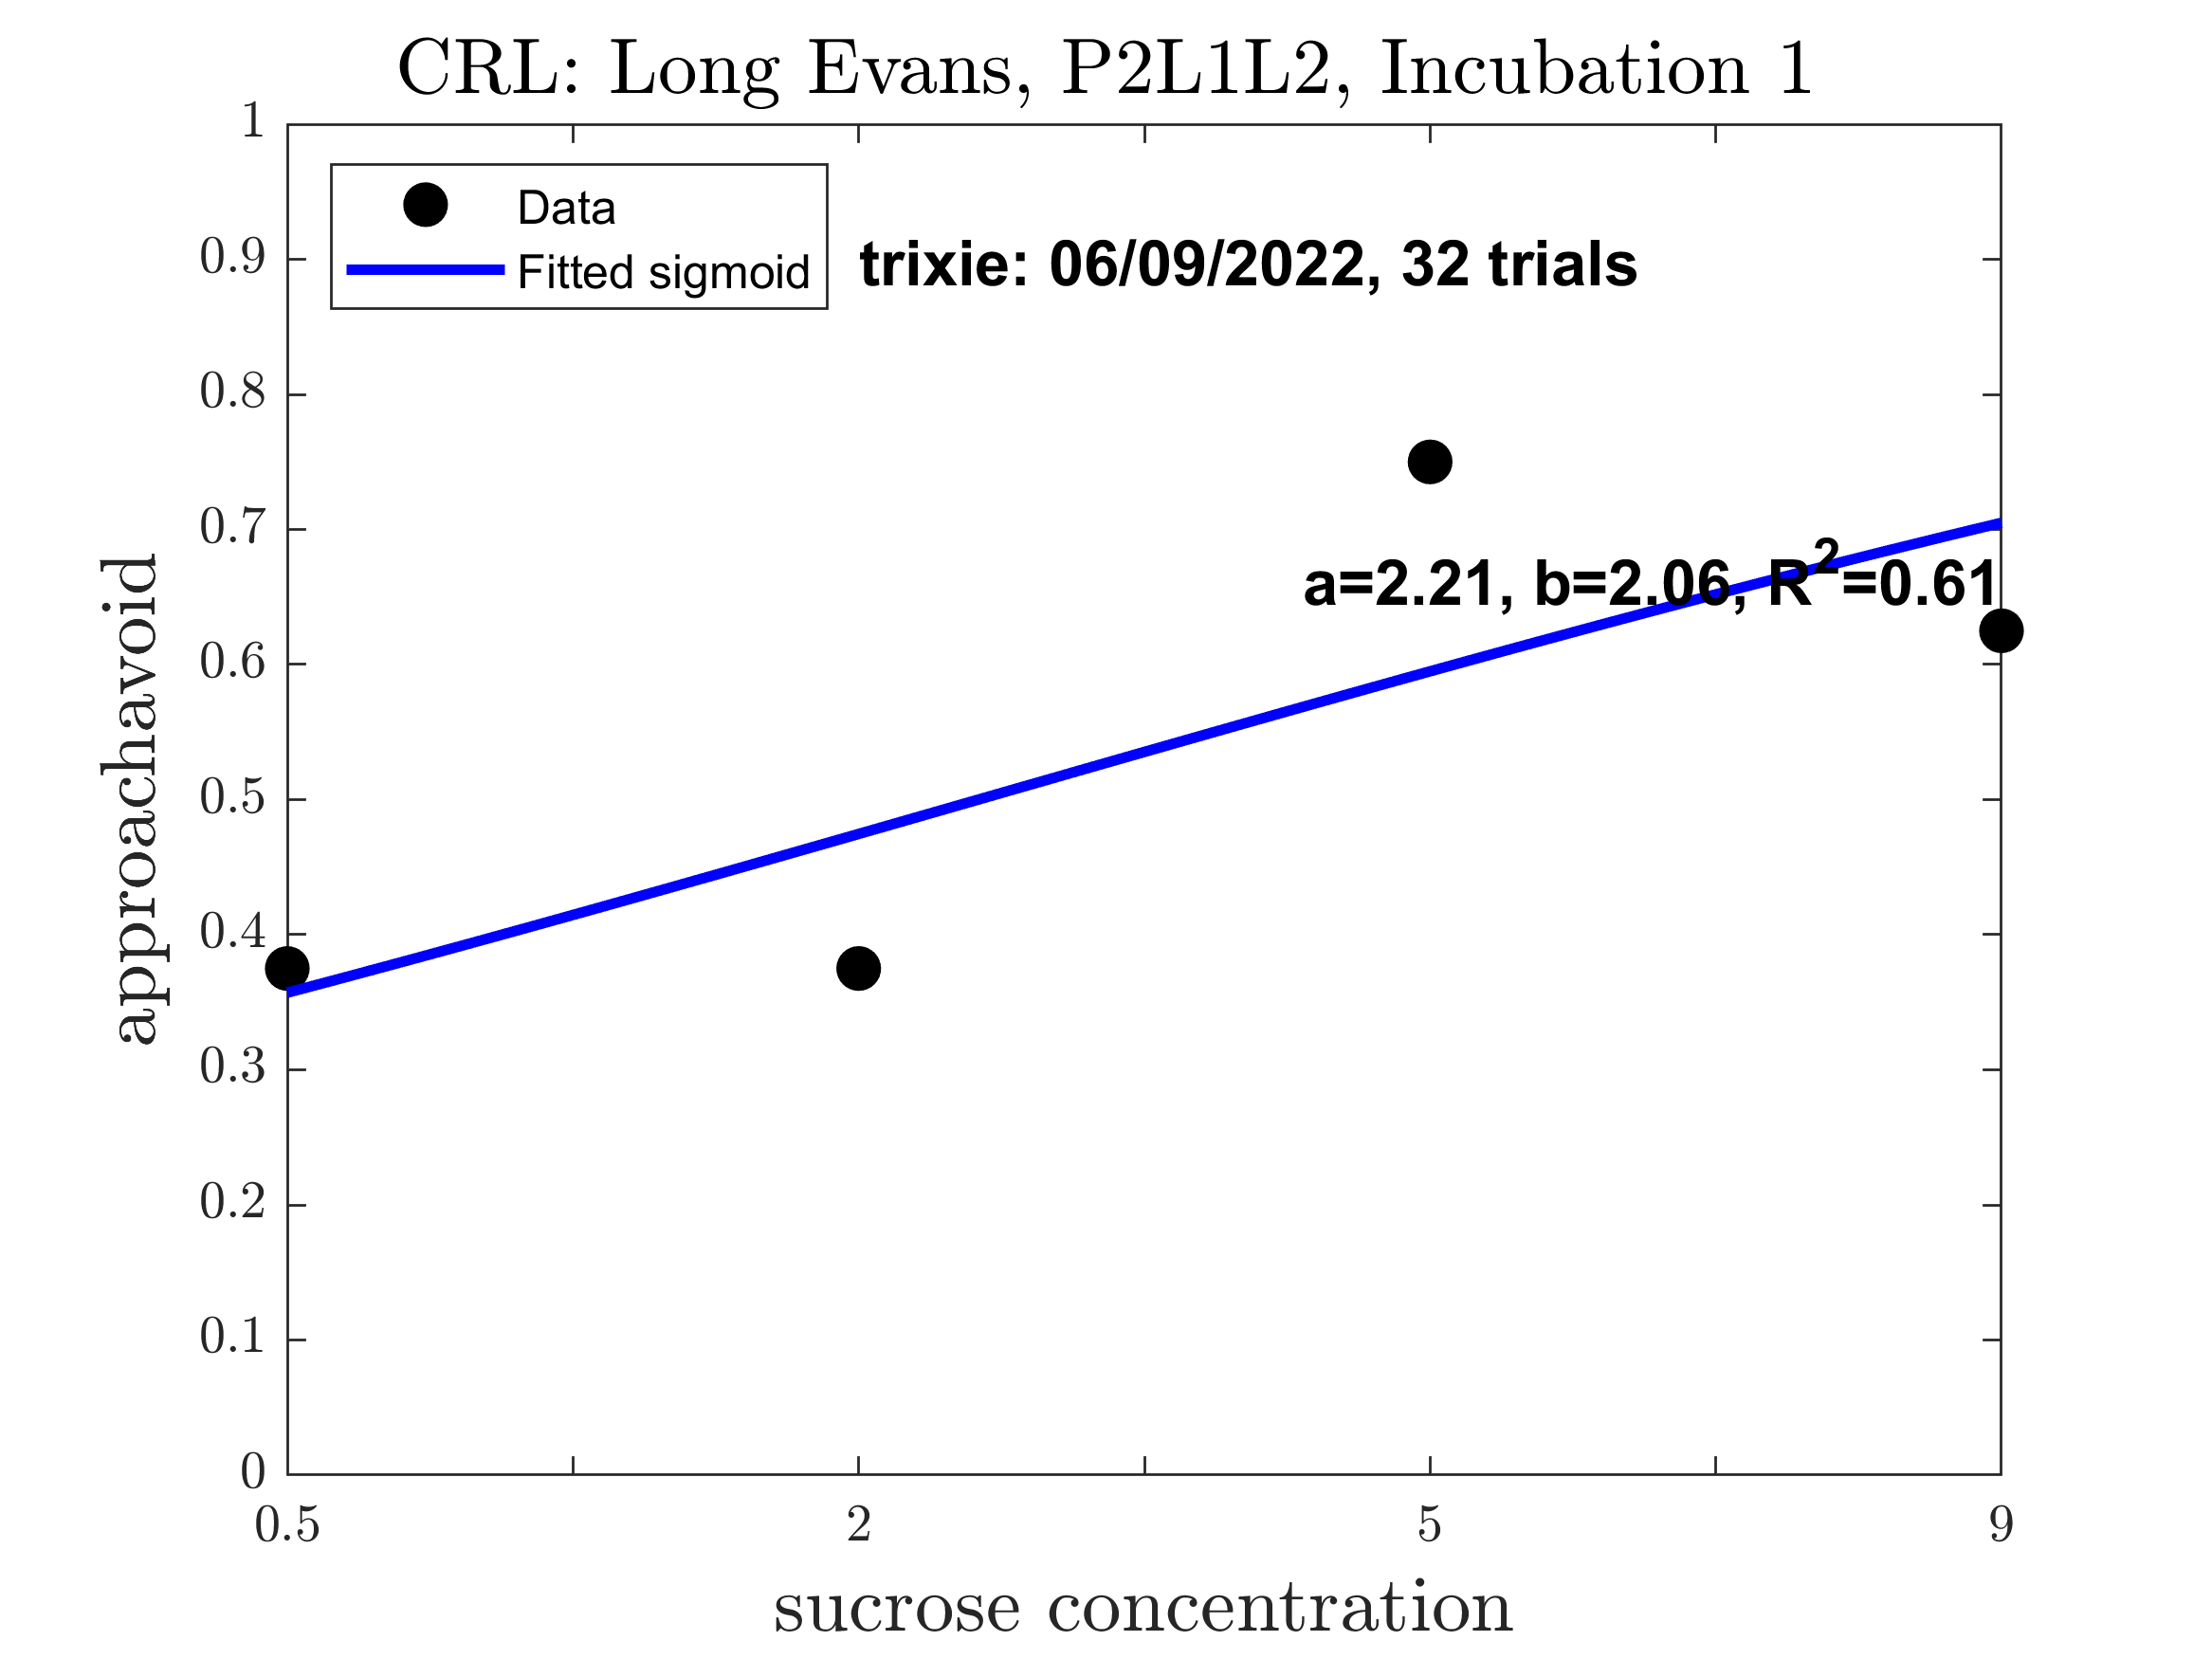 CRL: Long Evans, P2L1L2, Incubation 1
1
0.9
0.8
0.7
0.6
0.5
0.4
0.3
0.2
0.1
0
approachavoid
Data
Fitted sigmoid
trixie: 06/09/2022, 32 trials
a=2.21, b=2.06, R²=0.61
0.5 2 5 9
sucrose concentration